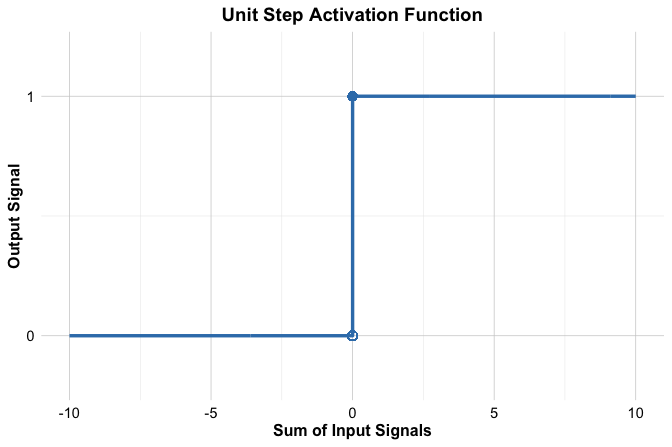 Unit Step Activation Function
Output Signal
1
0
-10 -5 0 5 10
Sum of Input Signals